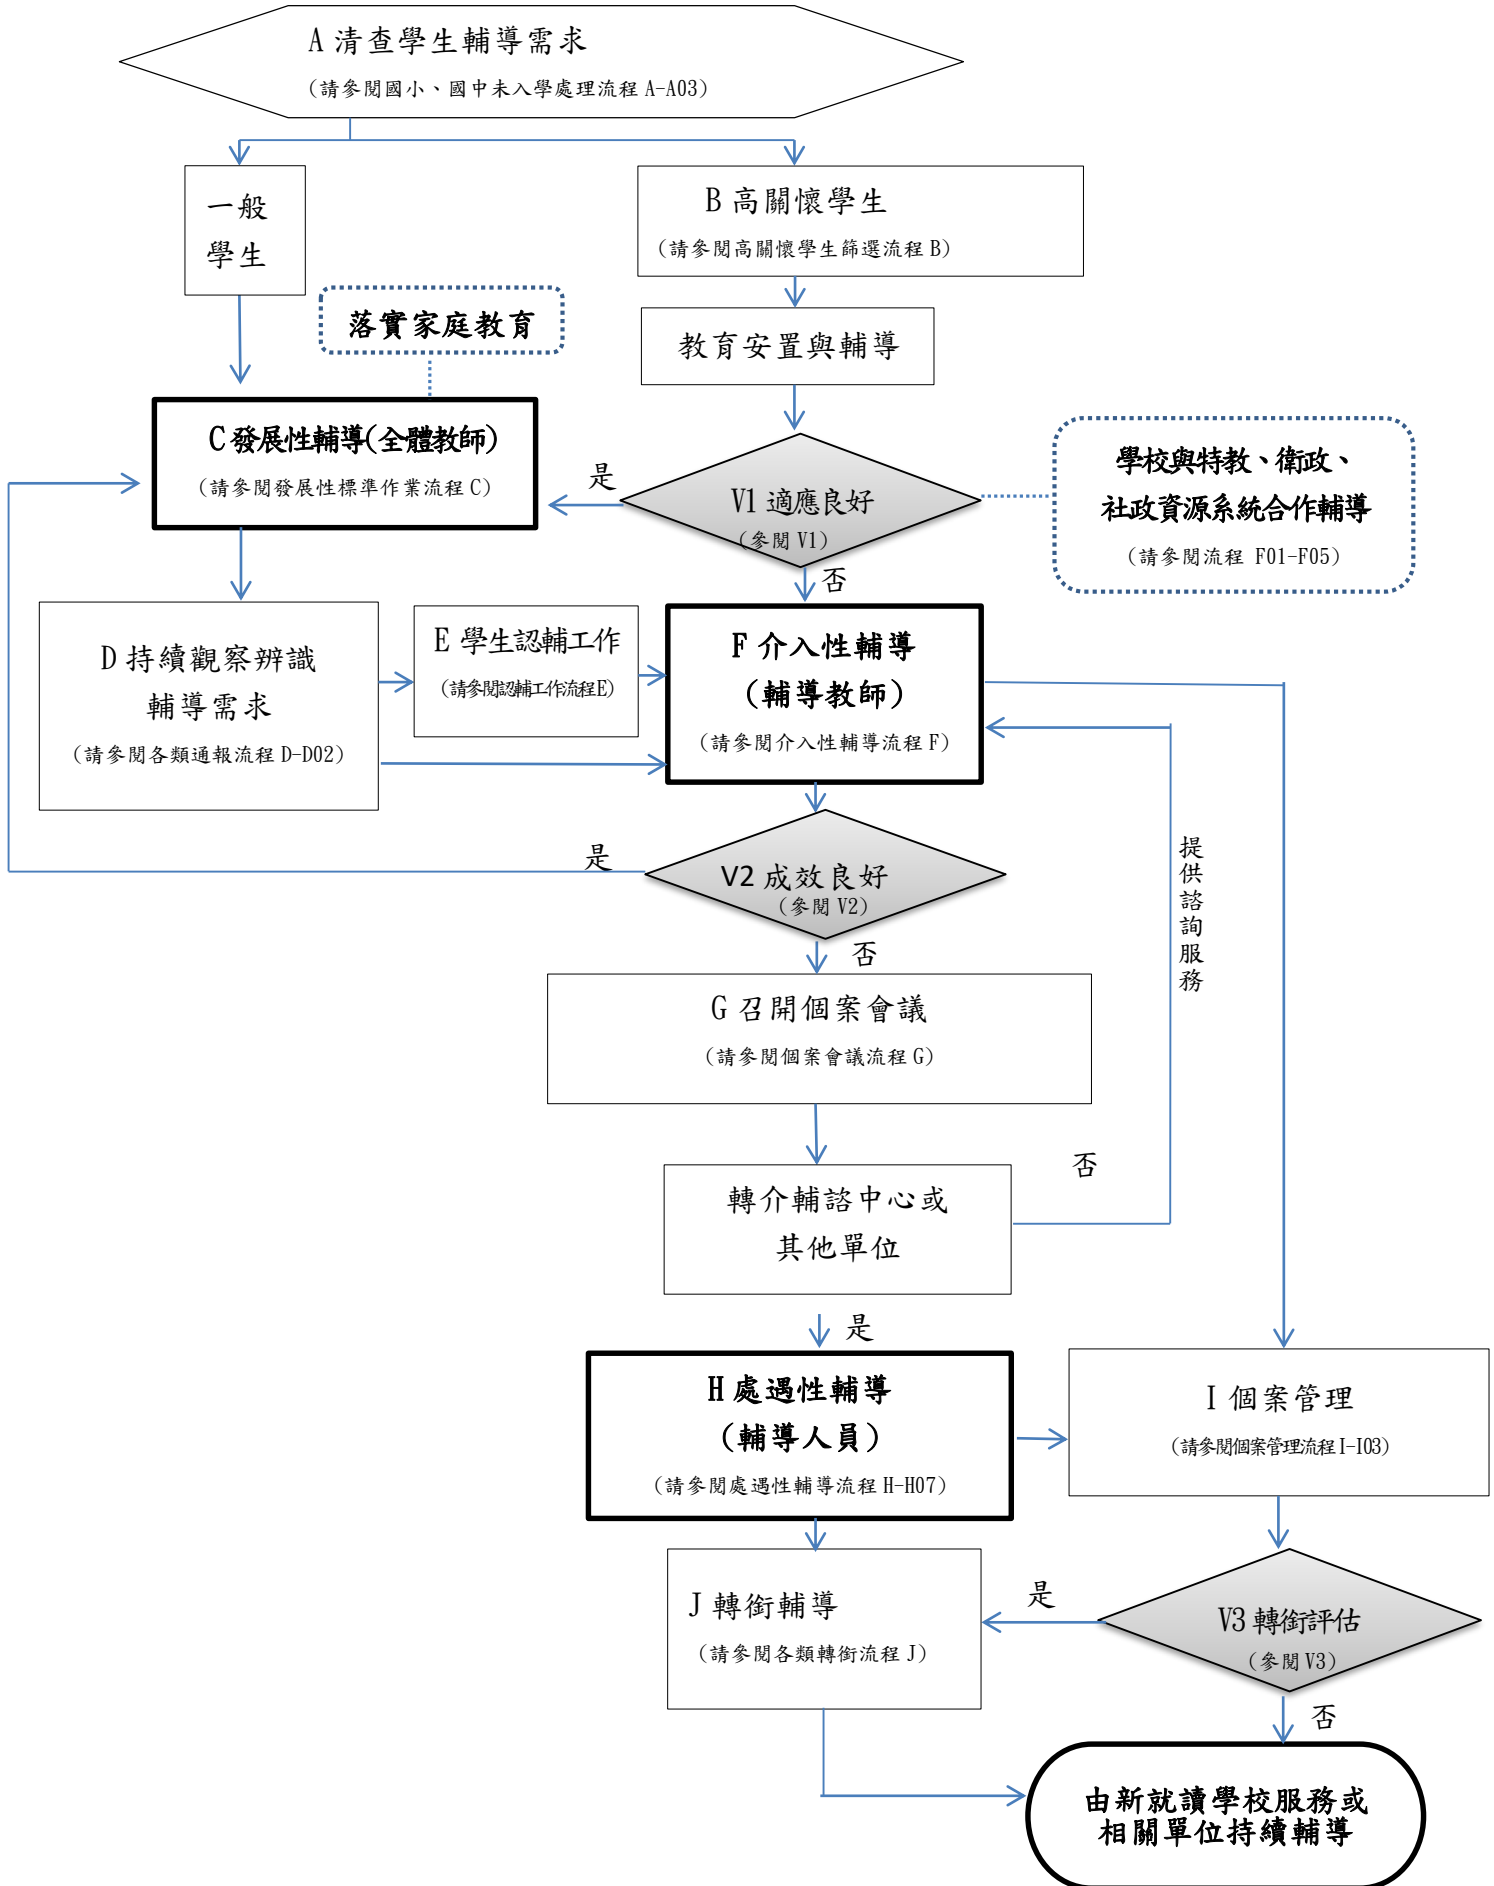 A 清查學生輔導需求
（請參閱國小、國中未入學處理流程 A-A03）
一般
學生
B 高關懷學生
（請參閱高關懷學生篩選流程 B）
落實家庭教育
教育安置與輔導
C 發展性輔導(全體教師)
（請參閱發展性標準作業流程 C）
是
V1 適應良好
（參閱 V1）
學校與特教、衛政、
社政資源系統合作輔導
（請參閱流程 F01-F05）
否
D 持續觀察辨識
輔導需求
（請參閱各類通報流程 D-D02）
E 學生認輔工作
（請參閱認輔工作流程 E）
F 介入性輔導
（輔導教師）
（請參閱介入性輔導流程 F）
是
V2 成效良好
（參閱 V2）
提供諮詢服務
否
G 召開個案會議
（請參閱個案會議流程 G）
轉介輔諮中心或
其他單位
否
是
H 處遇性輔導
（輔導人員）
（請參閱處遇性輔導流程 H-H07）
I 個案管理
（請參閱個案管理流程 I-I03）
J 轉銜輔導
（請參閱各類轉銜流程 J）
是
V3 轉銜評估
（參閱 V3）
否
由新就讀學校服務或
相關單位持續輔導